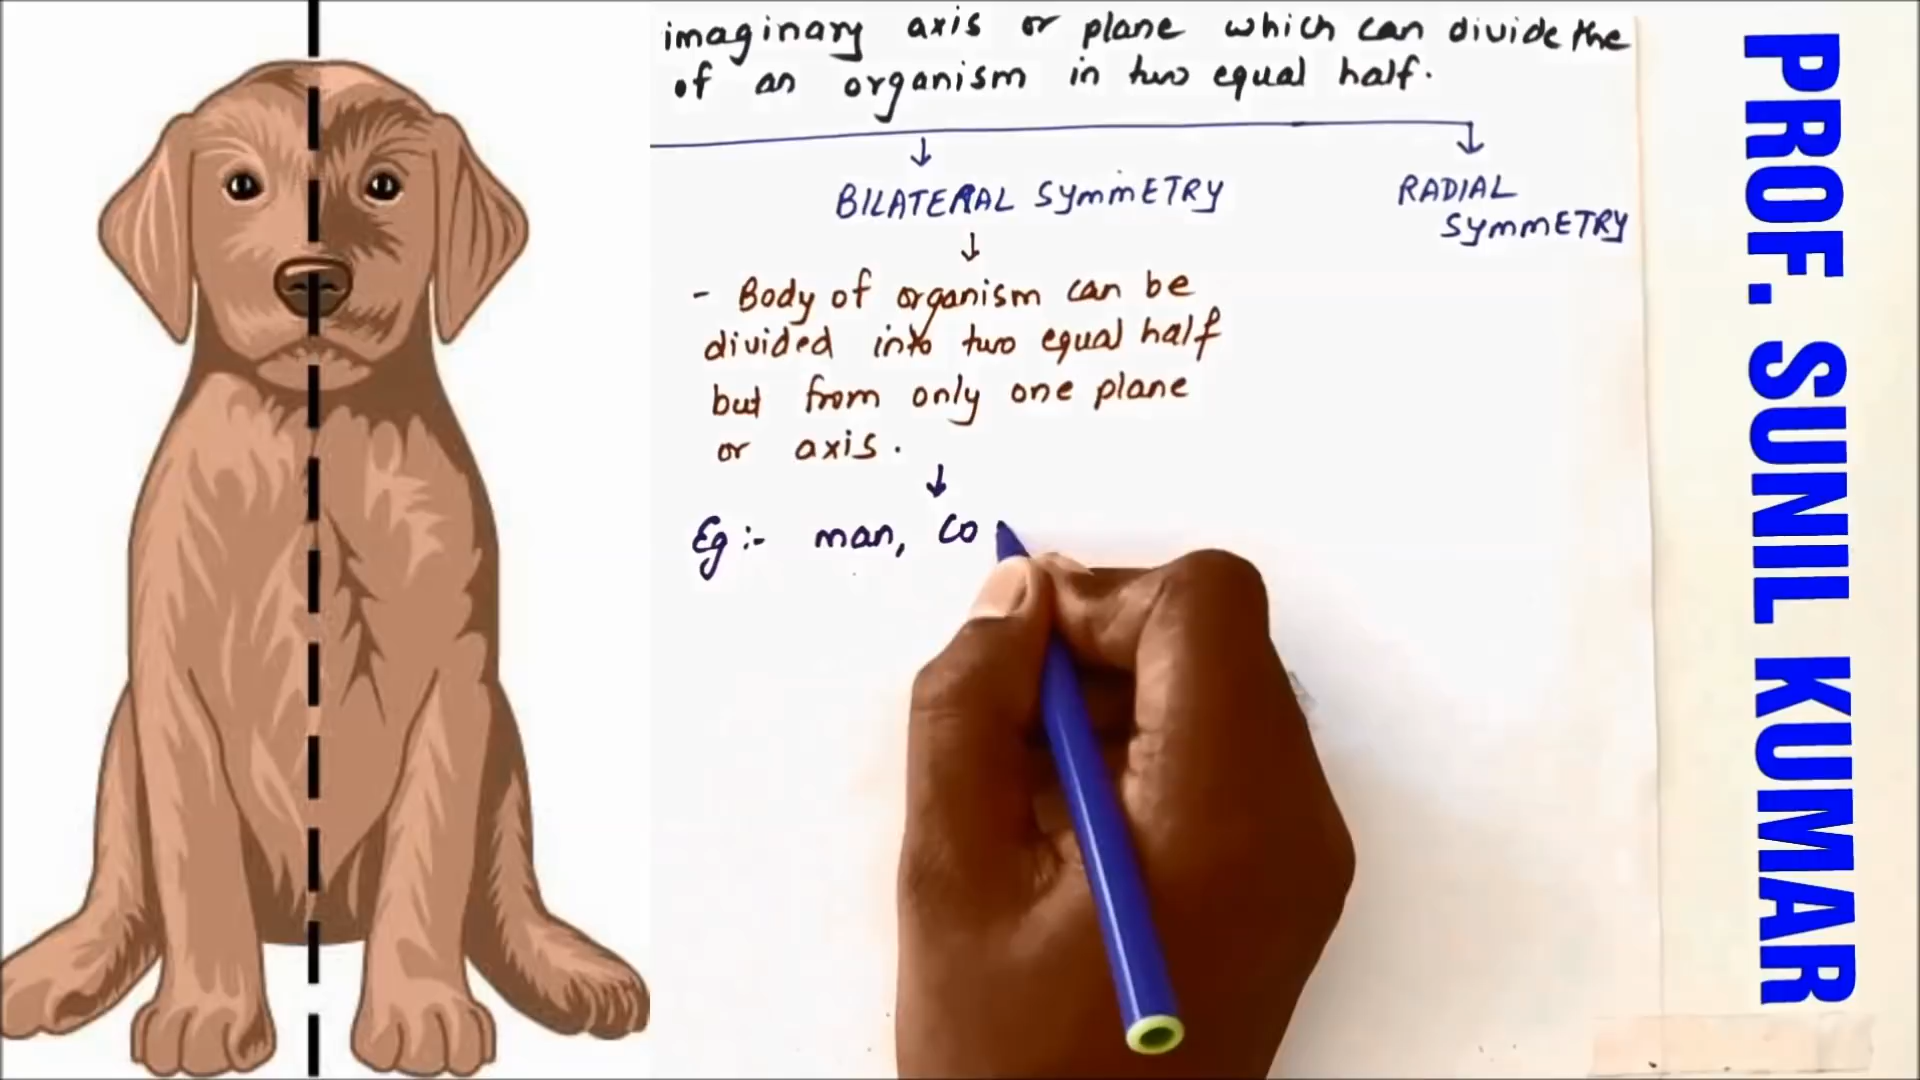 imaginary axis or plane which can divide the
of an organism in two equal half.
BILATERAL SymmETRY
RADIAL
SymmETRY
- Body of organism can be
divided into two equal half
but from only one plane
or axis.
Eg :- man, Co
PROF. SUNIL KUMAR